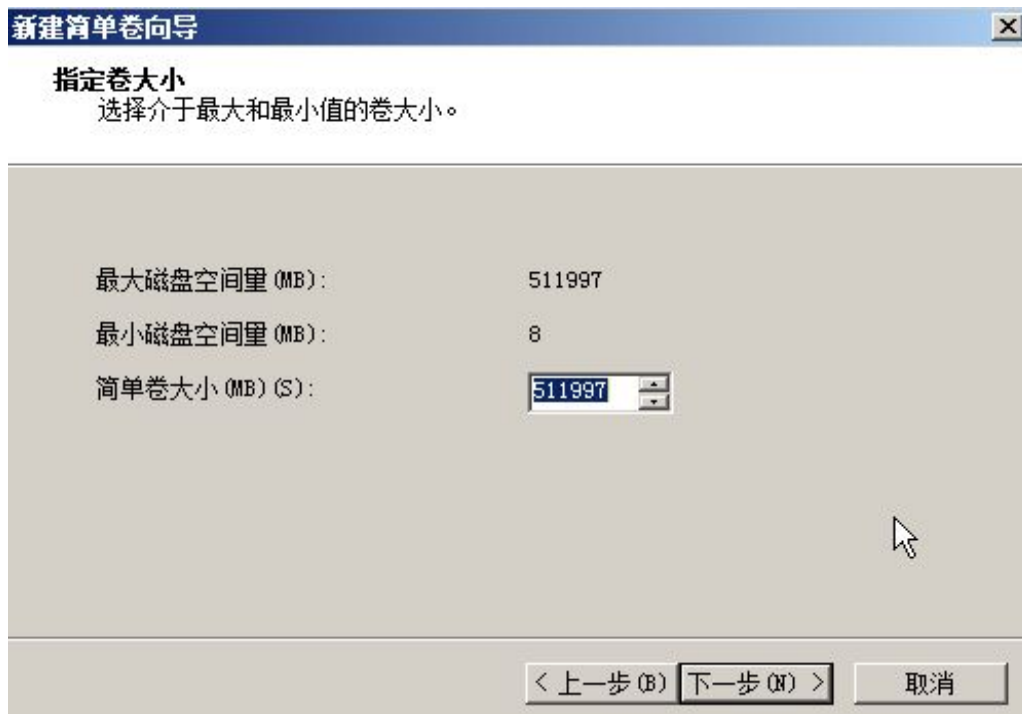 新建简单卷向导
指定卷大小
选择介于最大和最小值的卷大小。
最大磁盘空间量(MB): 511997
最小磁盘空间量(MB): 8
简单卷大小(MB)(S): 511997
< 上一步(B) 下一步(N) > 取消